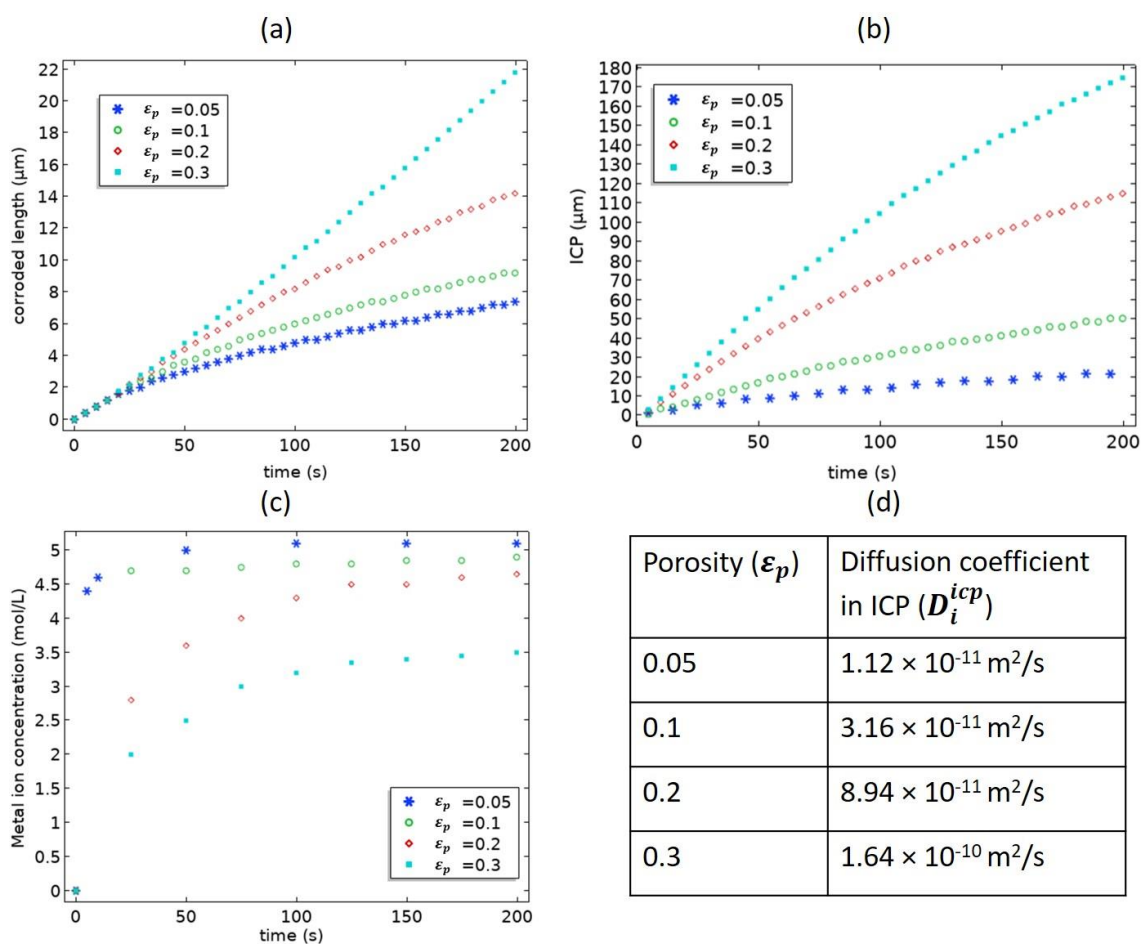 (a)
corroded length (µm)
22
20
18
16
14
12
10
8
6
4
2
0
εp =0.05
εp =0.1
εp =0.2
εp =0.3
0 50 100 150 200
time (s)
(b)
ICP (µm)
180
170
160
150
140
130
120
110
100
90
80
70
60
50
40
30
20
10
0
εp =0.05
εp =0.1
εp =0.2
εp =0.3
0 50 100 150 200
time (s)
(c)
Metal ion concentration (mol/L)
5
4.5
4
3.5
3
2.5
2
1.5
1
0.5
0
εp =0.05
εp =0.1
εp =0.2
εp =0.3
0 50 100 150 200
time (s)
(d)
Porosity (εp)
Diffusion coefficient
in ICP (D_i^icp)
0.05 1.12 × 10⁻¹¹ m²/s
0.1 3.16 × 10⁻¹¹ m²/s
0.2 8.94 × 10⁻¹¹ m²/s
0.3 1.64 × 10⁻¹⁰ m²/s